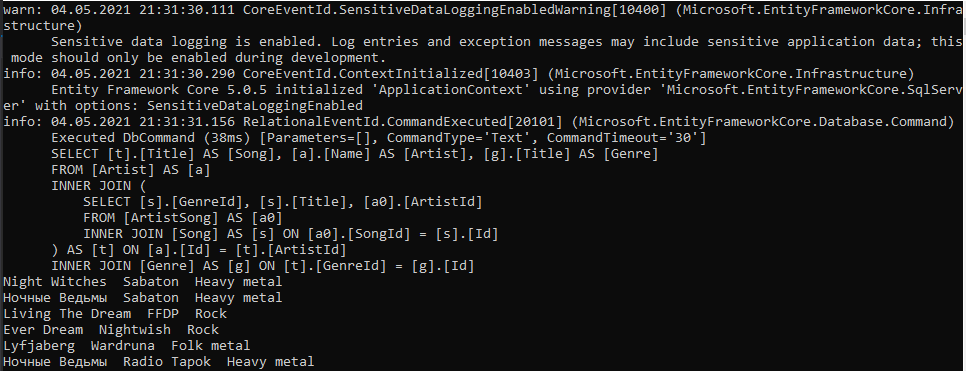 warn: 04.05.2021 21:31:30.111 CoreEventId.SensitiveDataLoggingEnabledWarning[10400] (Microsoft.EntityFrameworkCore.Infra
structure)
      Sensitive data logging is enabled. Log entries and exception messages may include sensitive application data; this
 mode should only be enabled during development.
info: 04.05.2021 21:31:30.290 CoreEventId.ContextInitialized[10403] (Microsoft.EntityFrameworkCore.Infrastructure)
      Entity Framework Core 5.0.5 initialized 'ApplicationContext' using provider 'Microsoft.EntityFrameworkCore.SqlServ
er' with options: SensitiveDataLoggingEnabled
info: 04.05.2021 21:31:31.156 RelationalEventId.CommandExecuted[20101] (Microsoft.EntityFrameworkCore.Database.Command)
      Executed DbCommand (38ms) [Parameters=[], CommandType='Text', CommandTimeout='30']
      SELECT [t].[Title] AS [Song], [a].[Name] AS [Artist], [g].[Title] AS [Genre]
      FROM [Artist] AS [a]
      INNER JOIN (
          SELECT [s].[GenreId], [s].[Title], [a0].[ArtistId]
          FROM [ArtistSong] AS [a0]
          INNER JOIN [Song] AS [s] ON [a0].[SongId] = [s].[Id]
      ) AS [t] ON [a].[Id] = [t].[ArtistId]
      INNER JOIN [Genre] AS [g] ON [t].[GenreId] = [g].[Id]
Night Witches  Sabaton  Heavy metal
Ночные Ведьмы  Sabaton  Heavy metal
Living The Dream  FFDP  Rock
Ever Dream  Nightwish  Rock
Lyfjaberg  Wardruna  Folk metal
Ночные Ведьмы  Radio Tapok  Heavy metal